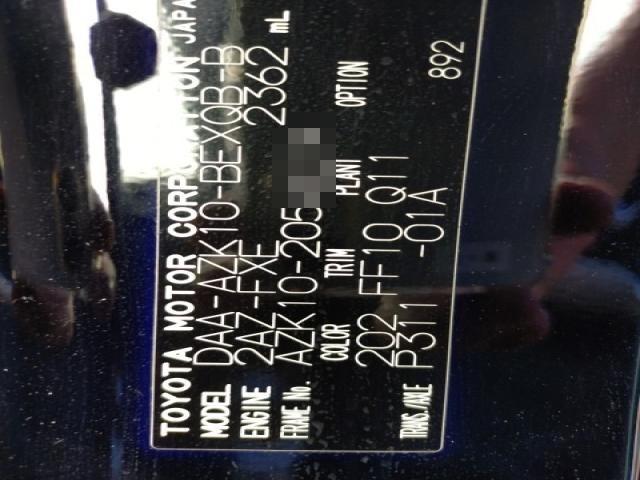 TOYOTA MOTOR CORPORATION JAPA
MODEL DAA-AZK10-BEXQB-B
ENGINE 2AZ-FXE 2362 mL
FRAME No. AZK10-205
COLOR TRIM PLANT OPTION
202 FF10 Q11
TRANS./AXLE P311 -01A 892